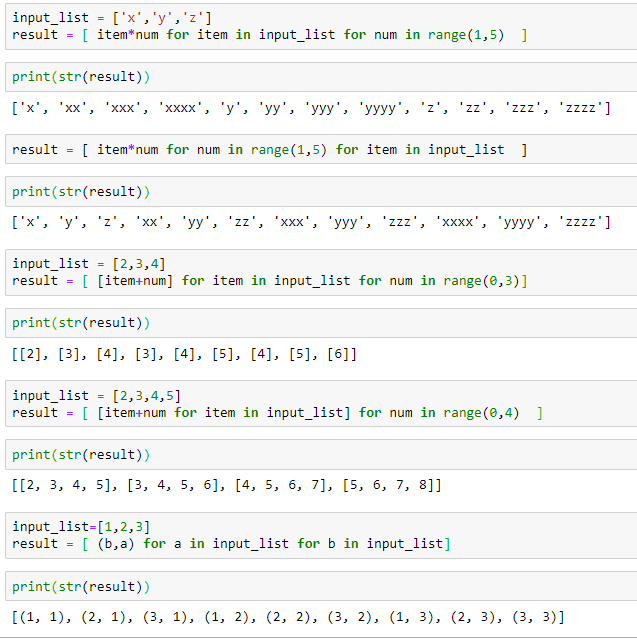 input_list = ['x','y','z']
result = [ item*num for item in input_list for num in range(1,5)  ]
print(str(result))
['x', 'xx', 'xxx', 'xxxx', 'y', 'yy', 'yyy', 'yyyy', 'z', 'zz', 'zzz', 'zzzz']
result = [ item*num for num in range(1,5) for item in input_list  ]
print(str(result))
['x', 'y', 'z', 'xx', 'yy', 'zz', 'xxx', 'yyy', 'zzz', 'xxxx', 'yyyy', 'zzzz']
input_list = [2,3,4]
result = [ [item+num] for item in input_list for num in range(0,3)]
print(str(result))
[[2], [3], [4], [3], [4], [5], [4], [5], [6]]
input_list = [2,3,4,5]
result = [ [item+num for item in input_list] for num in range(0,4)  ]
print(str(result))
[[2, 3, 4, 5], [3, 4, 5, 6], [4, 5, 6, 7], [5, 6, 7, 8]]
input_list=[1,2,3]
result = [ (b,a) for a in input_list for b in input_list]
print(str(result))
[(1, 1), (2, 1), (3, 1), (1, 2), (2, 2), (3, 2), (1, 3), (2, 3), (3, 3)]